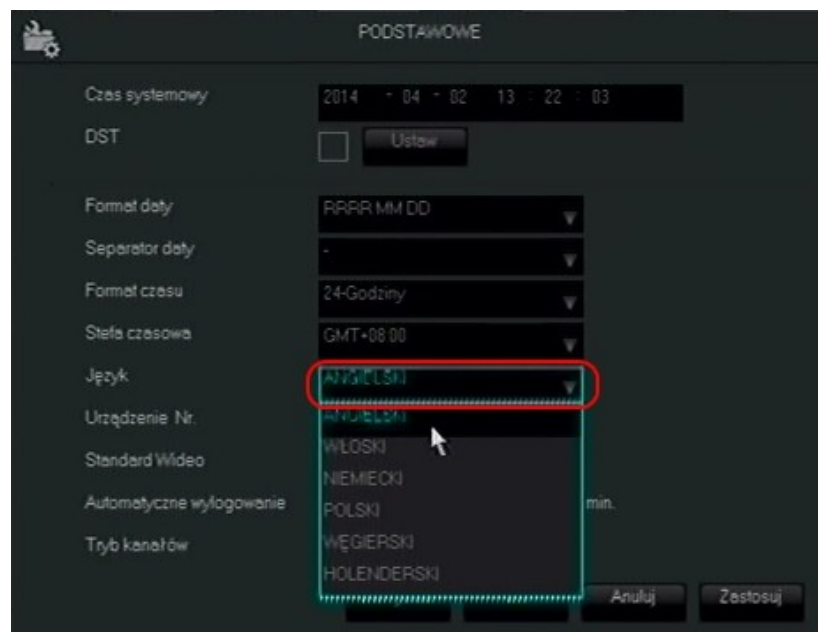 PODSTAWOWE
Czas systemowy 2014 - 04 - 02 13 : 22 : 03
DST Ustaw
Format daty RRRR MM DD
Separator daty -
Format czasu 24-Godziny
Stefa czasowa GMT+08:00
Język ANGIELSKI
Urządzenie Nr. ANGIELSKI
WŁOSKI
Standard Wideo
NIEMIECKI
Automatyczne wylogowanie POLSKI min.
Tryb kanałów WĘGIERSKI
HOLENDERSKI
Anuluj Zastosuj